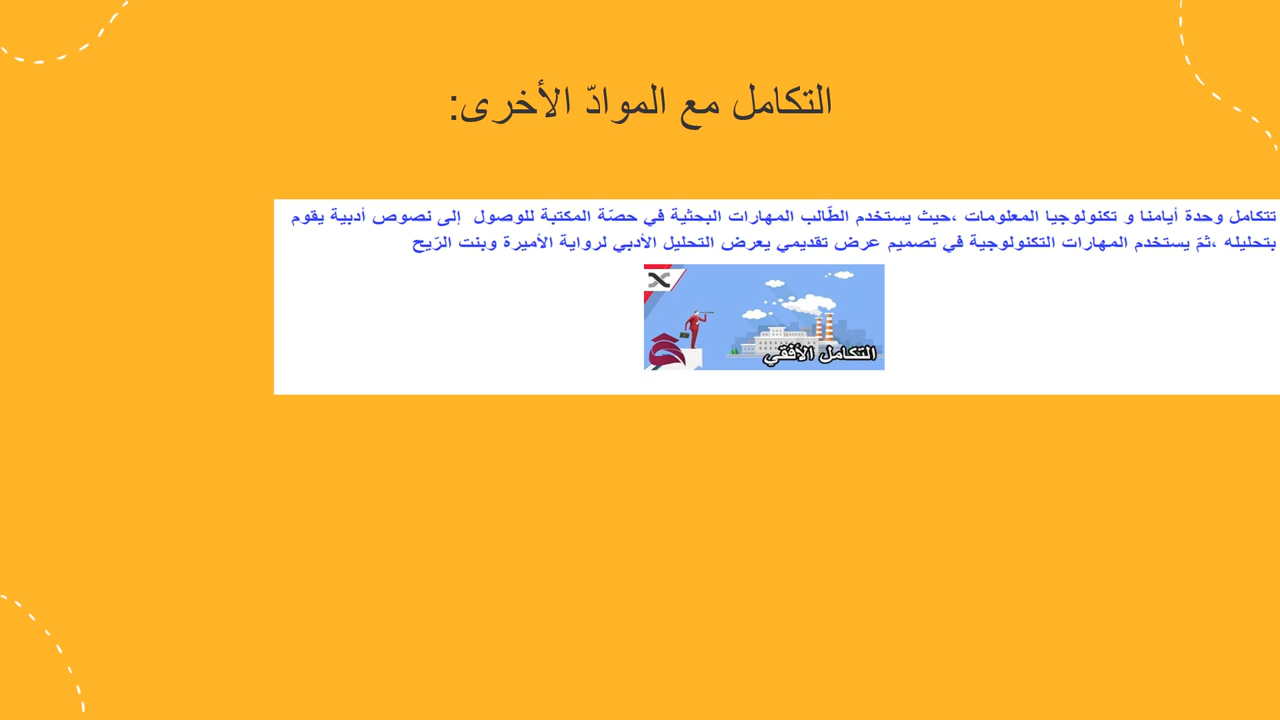 التكامل مع الموادّ الأخرى:
تتكامل وحدة أيامنا و تكنولوجيا المعلومات ،حيث يستخدم الطّالب المهارات البحثية في حصّة المكتبة للوصول إلى نصوص أدبية يقوم
بتحليله ،ثمّ يستخدم المهارات التكنولوجية في تصميم عرض تقديمي يعرض التحليل الأدبي لرواية الأميرة وبنت الرّيح
التكامل الأفقي